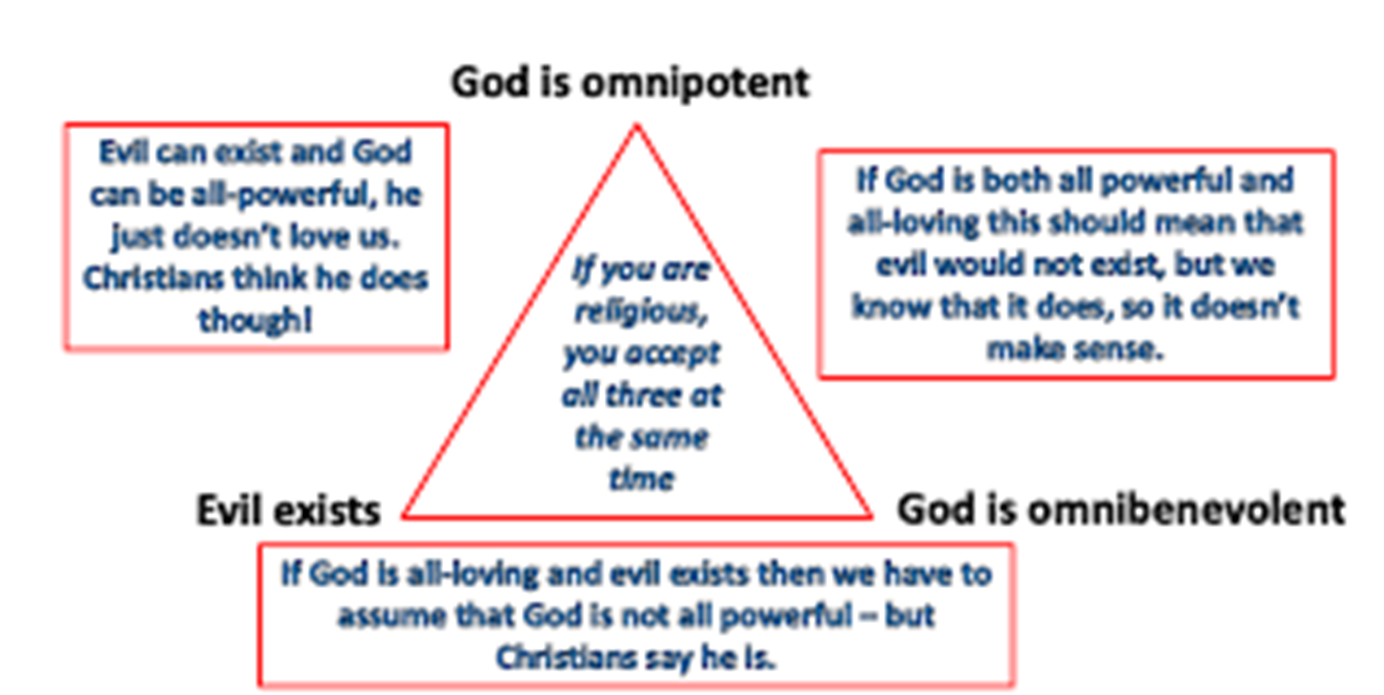 God is omnipotent
Evil can exist and God
can be all-powerful, he
just doesn't love us.
Christians think he does
though!
If God is both all powerful and
all-loving this should mean that
evil would not exist, but we
know that it does, so it doesn't
make sense.
If you are
religious,
you accept
all three at
the same
time
Evil exists
God is omnibenevolent
If God is all-loving and evil exists then we have to
assume that God is not all powerful – but
Christians say he is.